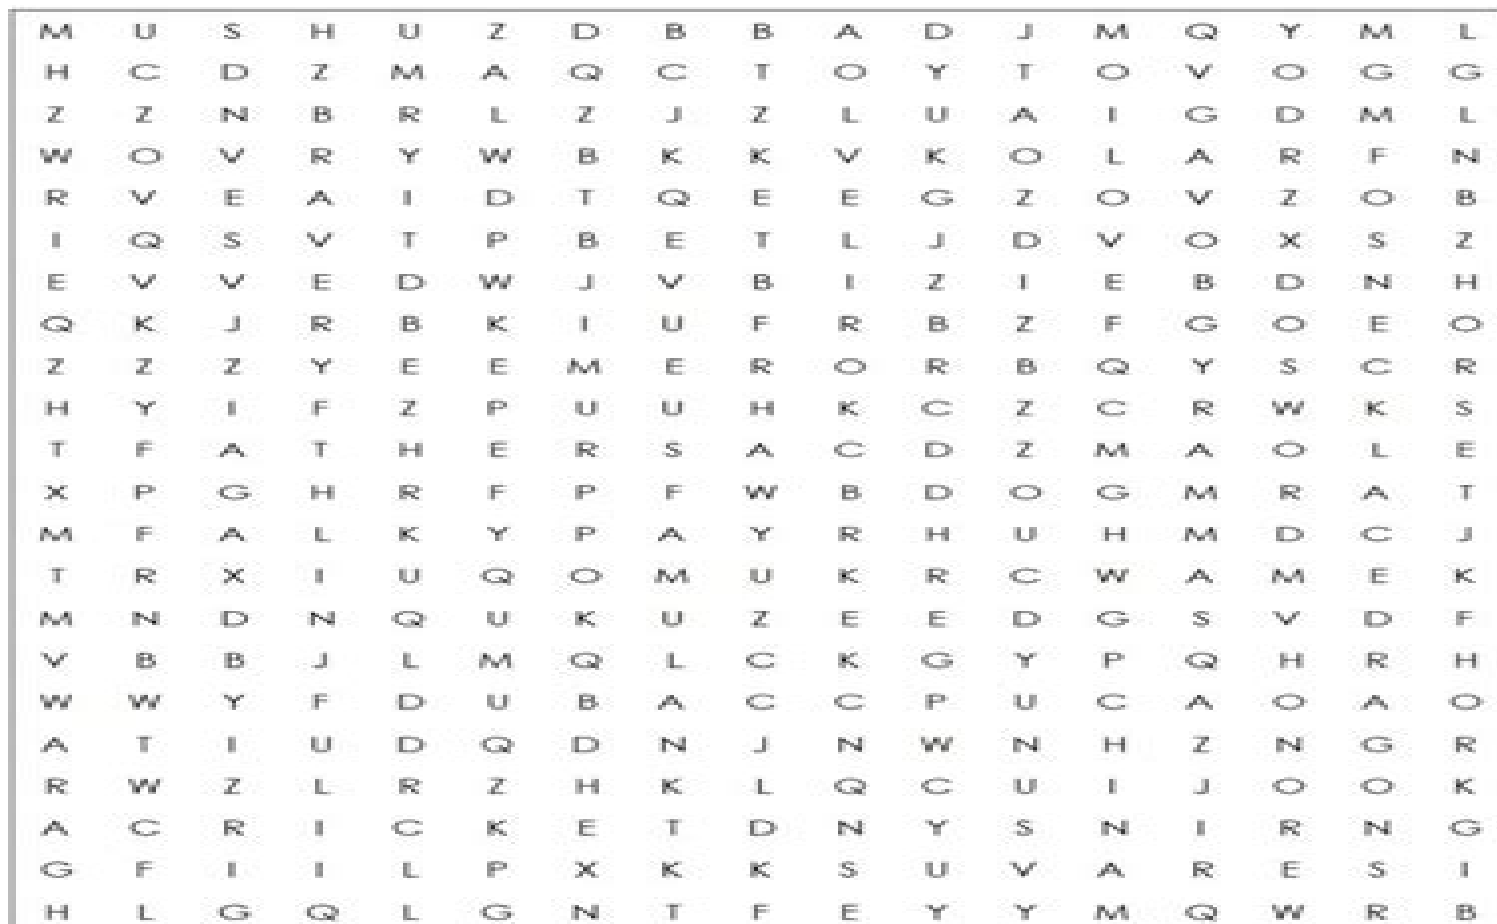 M U S H U Z D B B A D J M Q Y M L
H C D Z M A Q C T O Y T O V O G G
Z Z N B R L Z J Z L U A I G D M L
W O V R Y W B K K V K O L A R F N
R V E A I D T Q E E G Z O V Z O B
I Q S V T P B E T L J D V O X S Z
E V V E D W J V B I Z I E B D N H
Q K J R B K I U F R B Z F G O E O
Z Z Z Y E E M E R O R B Q Y S C R
H Y I F Z P U U H K C Z C R W K S
T F A T H E R S A C D Z M A O L E
X P G H R F P F W B D O G M R A T
M F A L K Y P A Y R H U H M D C J
T R X I U Q O M U K R C W A M E K
M N D N Q U K U Z E E D G S V D F
V B B J L M Q L C K G Y P Q H R H
W W Y F D U B A C C P U C A O A O
A T I U D Q D N J N W N H Z N G R
R W Z L R Z H K L Q C U I J O O K
A C R I C K E T D N Y S N I R N G
G F I I L P X K K S U V A R E S I
H L G Q L G N T F E Y Y M Q W R B